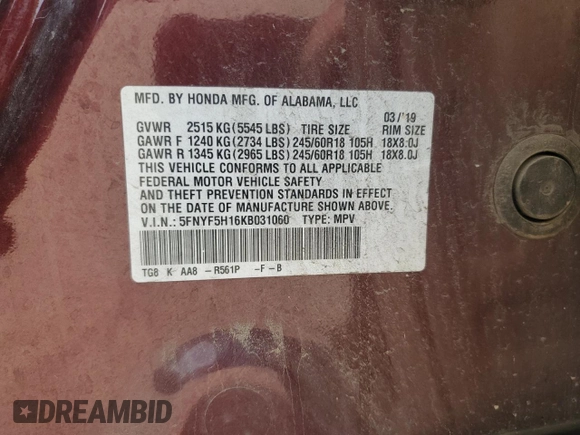 MFD. BY HONDA MFG. OF ALABAMA, LLC
03/'19
GVWR 2515 KG(5545 LBS) TIRE SIZE RIM SIZE
GAWR F 1240 KG(2734 LBS)245/60R18 105H 18X8.0J
GAWR R 1345 KG(2965 LBS)245/60R18 105H 18X8.0J
THIS VEHICLE CONFORMS TO ALL APPLICABLE
FEDERAL MOTOR VEHICLE SAFETY
AND THEFT PREVENTION STANDARDS IN EFFECT
ON THE DATE OF MANUFACTURE SHOWN ABOVE.
V.I.N.: 5FNYF5H16KB031060 TYPE: MPV
TG8 K AA8 -R561P -F-B
DREAMBID